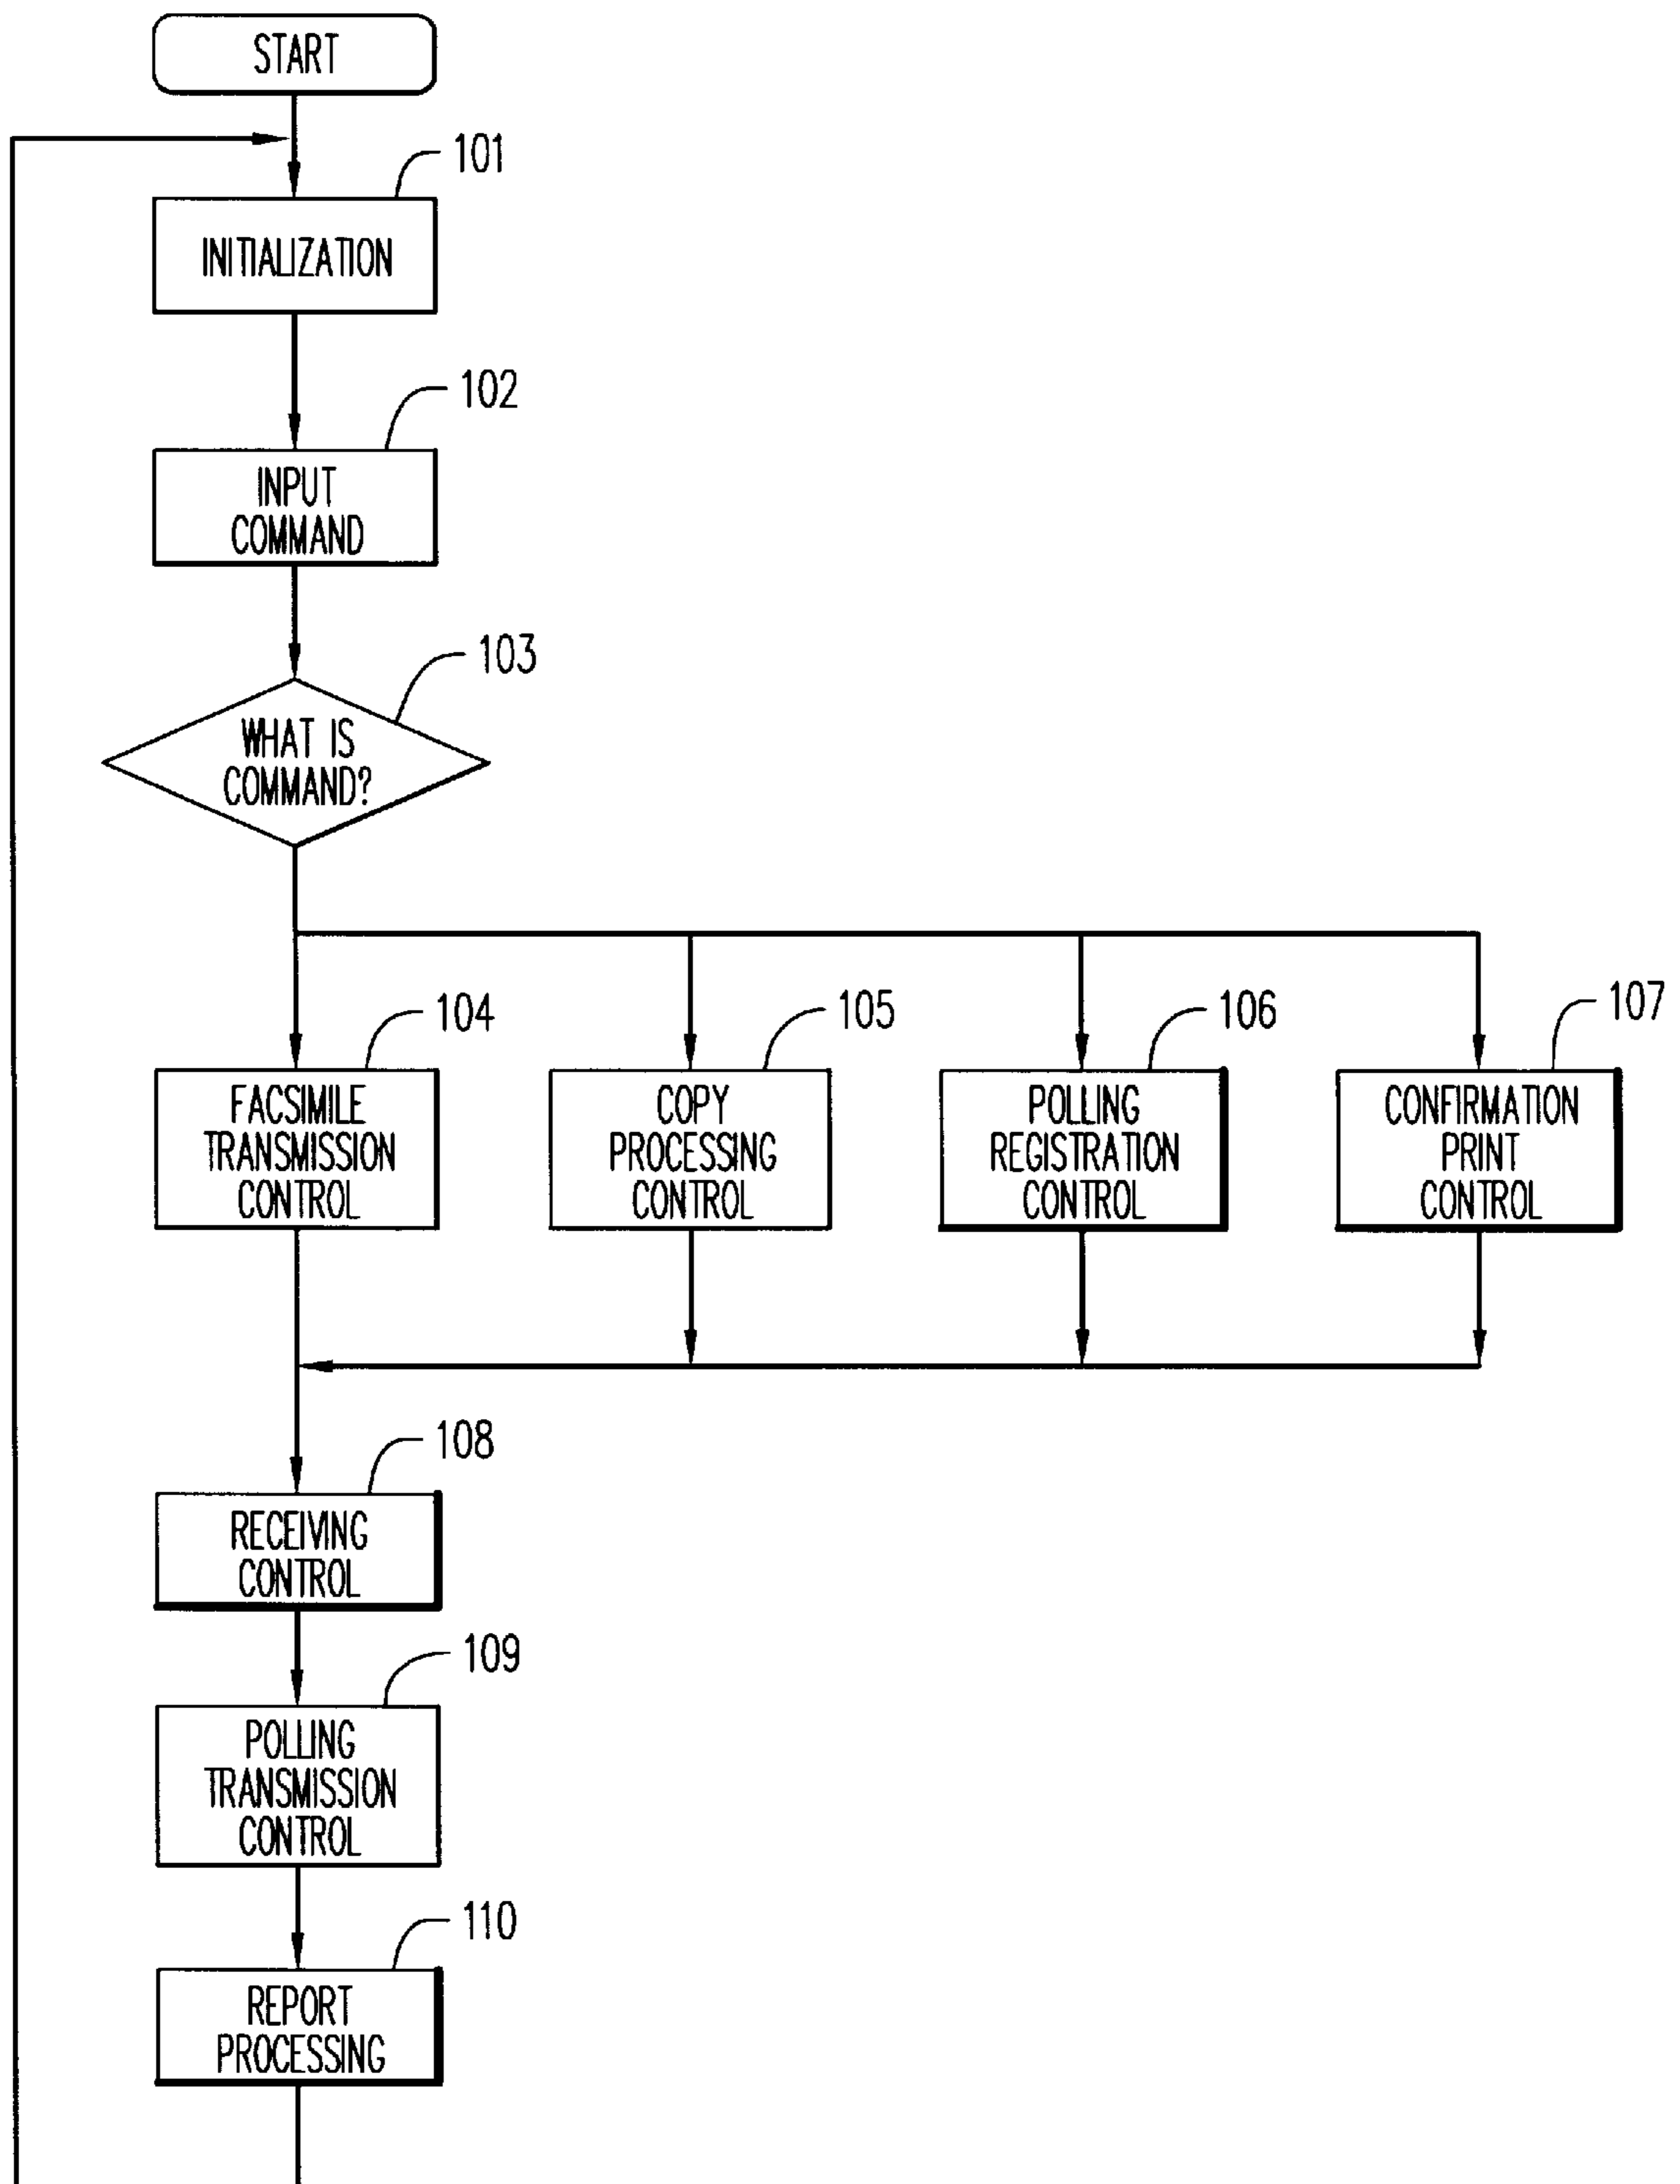 START
101
INITIALIZATION
102
INPUT
COMMAND
103
WHAT IS
COMMAND?
104
FACSIMILE
TRANSMISSION
CONTROL
105
COPY
PROCESSING
CONTROL
106
POLLING
REGISTRATION
CONTROL
107
CONFIRMATION
PRINT
CONTROL
108
RECEIVING
CONTROL
109
POLLING
TRANSMISSION
CONTROL
110
REPORT
PROCESSING